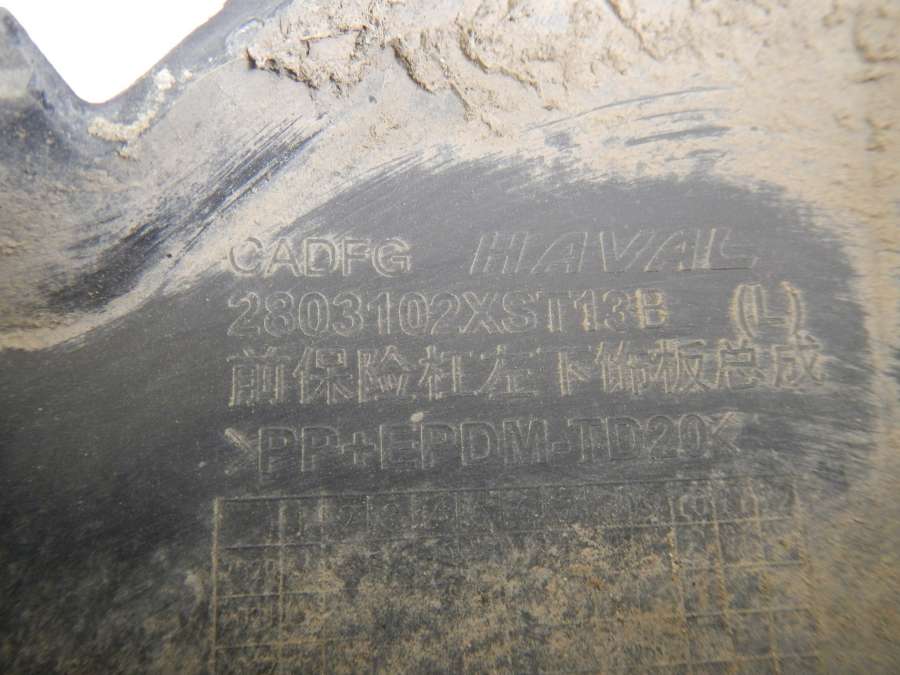 CADFG HAVAL
2803102XST13B (L)
前保险杠左下饰板总成
>PP+EPDM-TD20<